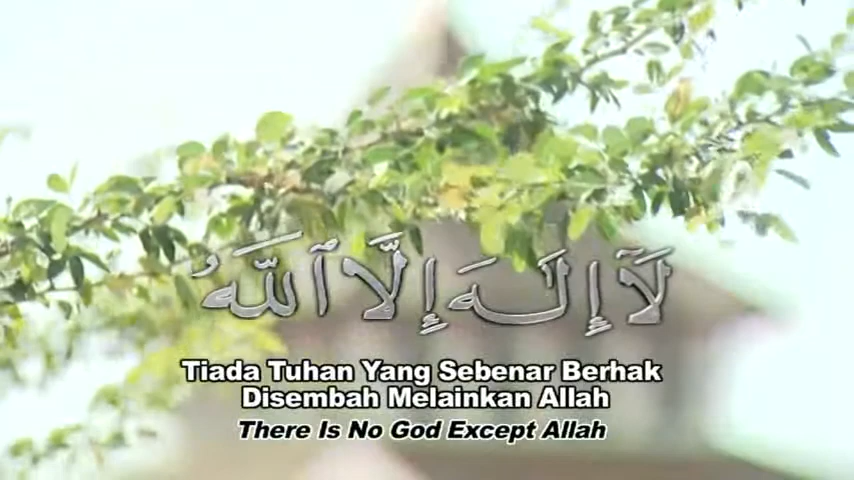 لَآ إِلَـٰهَ إِلَّا ٱللَّهُ
Tiada Tuhan Yang Sebenar Berhak
Disembah Melainkan Allah
There Is No God Except Allah